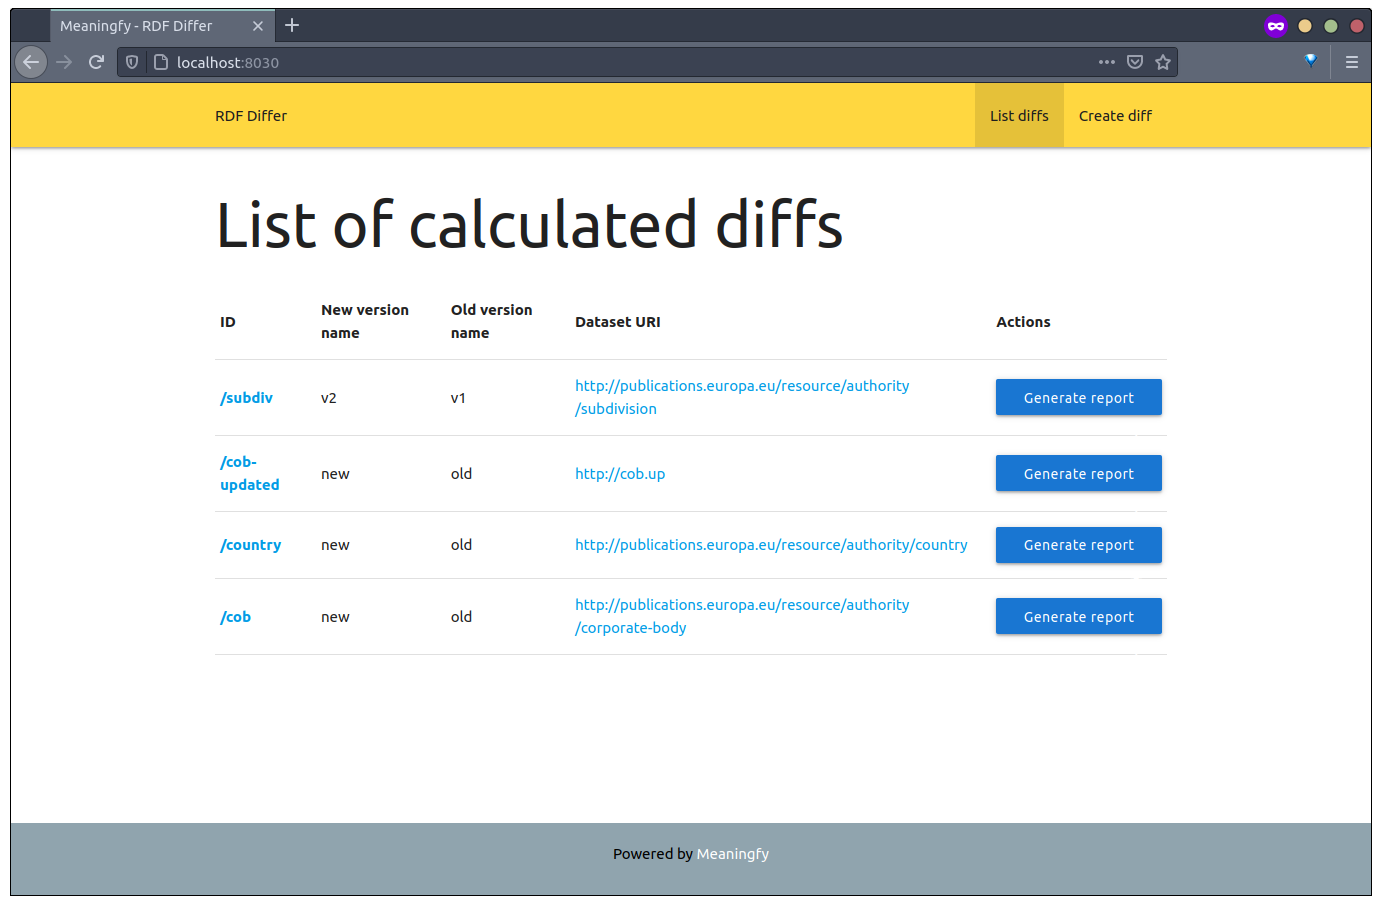 Meaningfy - RDF Differ
localhost:8030
RDF Differ
List diffs
Create diff
List of calculated diffs
ID
New version
name
Old version
name
Dataset URI
Actions
/subdiv
v2
v1
http://publications.europa.eu/resource/authority
/subdivision
Generate report
/cob-
updated
new
old
http://cob.up
Generate report
/country
new
old
http://publications.europa.eu/resource/authority/country
Generate report
/cob
new
old
http://publications.europa.eu/resource/authority
/corporate-body
Generate report
Powered by Meaningfy